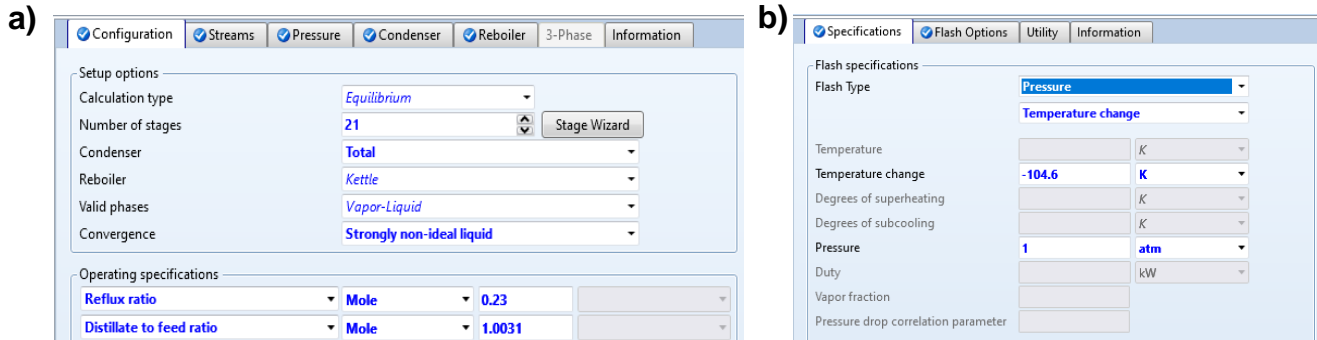 a)
Configuration Streams Pressure Condenser Reboiler 3-Phase Information
Setup options
Calculation type Equilibrium
Number of stages 21 Stage Wizard
Condenser Total
Reboiler Kettle
Valid phases Vapor-Liquid
Convergence Strongly non-ideal liquid
Operating specifications
Reflux ratio Mole 0.23
Distillate to feed ratio Mole 1.0031
b)
Specifications Flash Options Utility Information
Flash specifications
Flash Type Pressure
Temperature change
Temperature K
Temperature change -104.6 K
Degrees of superheating K
Degrees of subcooling K
Pressure 1 atm
Duty kW
Vapor fraction
Pressure drop correlation parameter